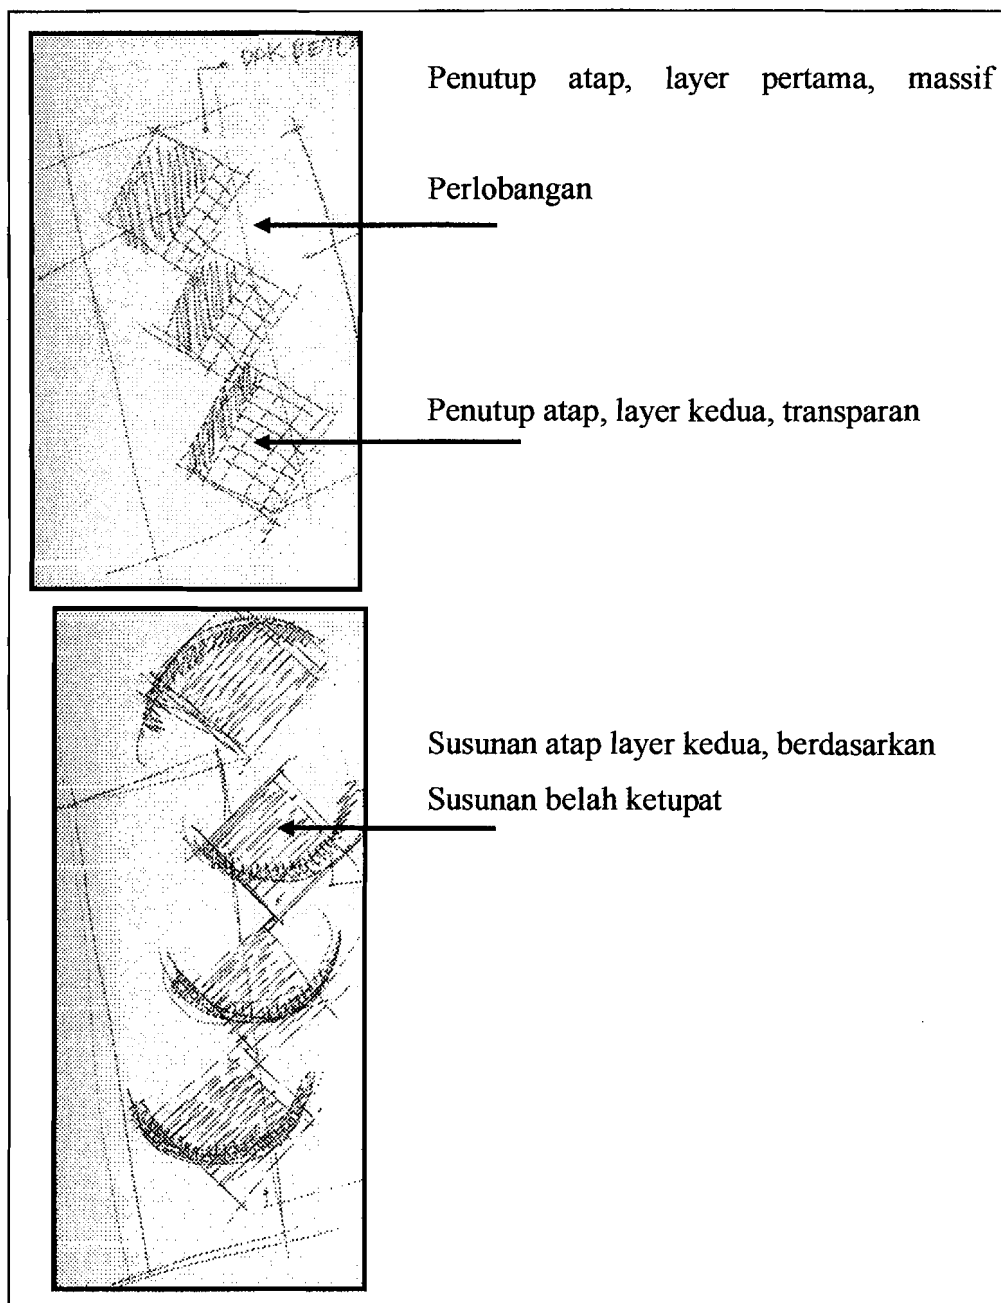 Penutup atap, layer pertama, massif
Perlobangan
Penutup atap, layer kedua, transparan
Susunan atap layer kedua, berdasarkan
Susunan belah ketupat